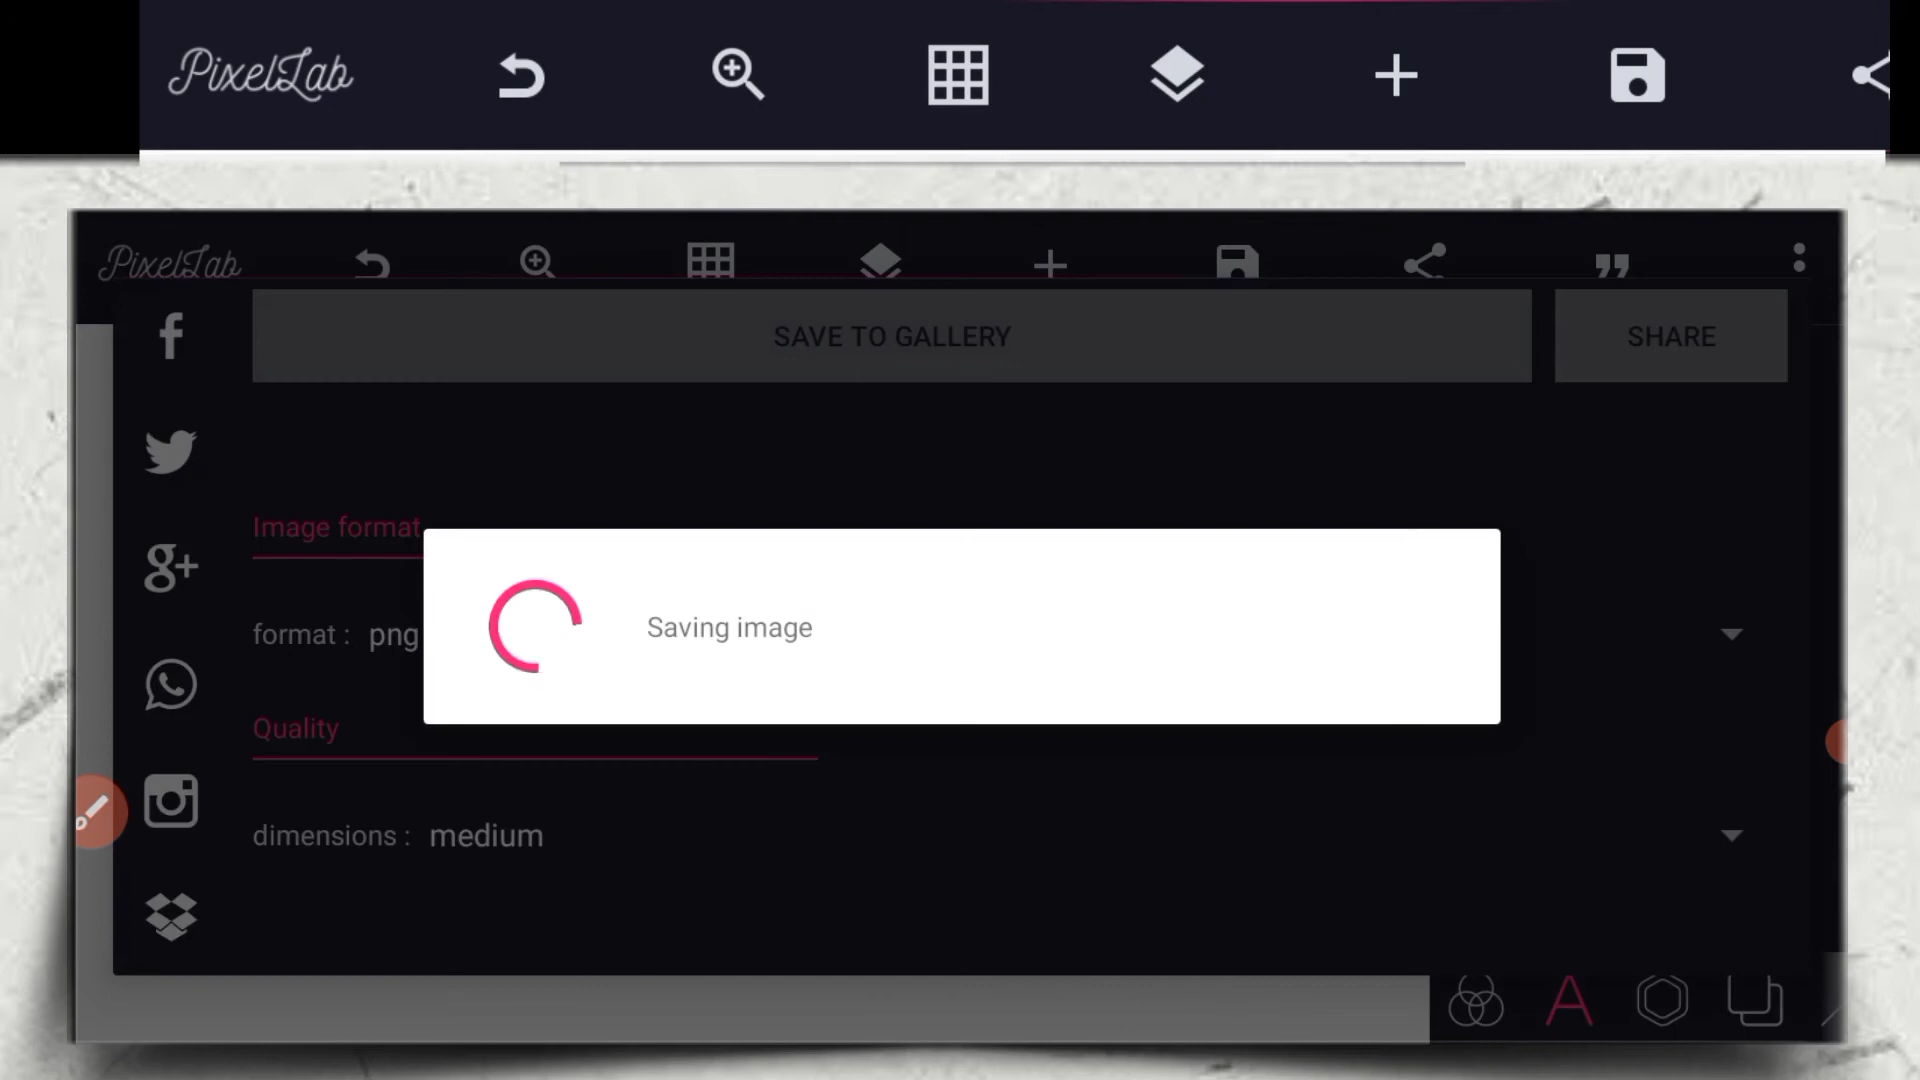 PixelLab
PixelLab
SAVE TO GALLERY
SHARE
Image format
format : png
Saving image
Quality
dimensions : medium